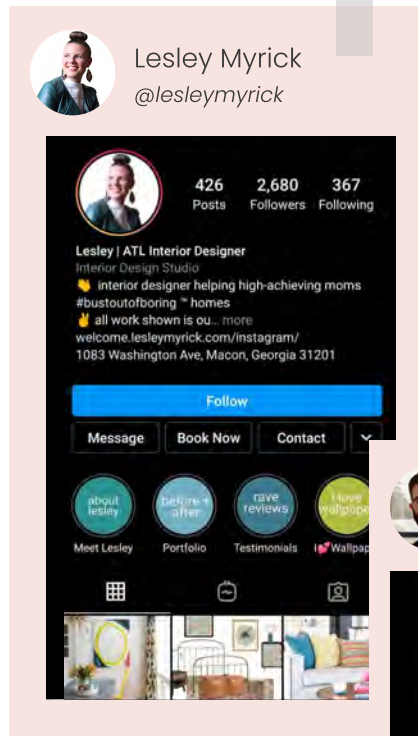 Lesley Myrick
@lesleymyrick
426 2,680 367
Posts Followers Following
Lesley | ATL Interior Designer
Interior Design Studio
👋 interior designer helping high-achieving moms
#bustoutofboring ™ homes
✌️ all work shown is ou... more
welcome.lesleymyrick.com/instagram/
1083 Washington Ave, Macon, Georgia 31201
Follow
Message Book Now Contact
about lesley
before + after
rave reviews
i love wallpape
Meet Lesley Portfolio Testimonials I💕Wallpap